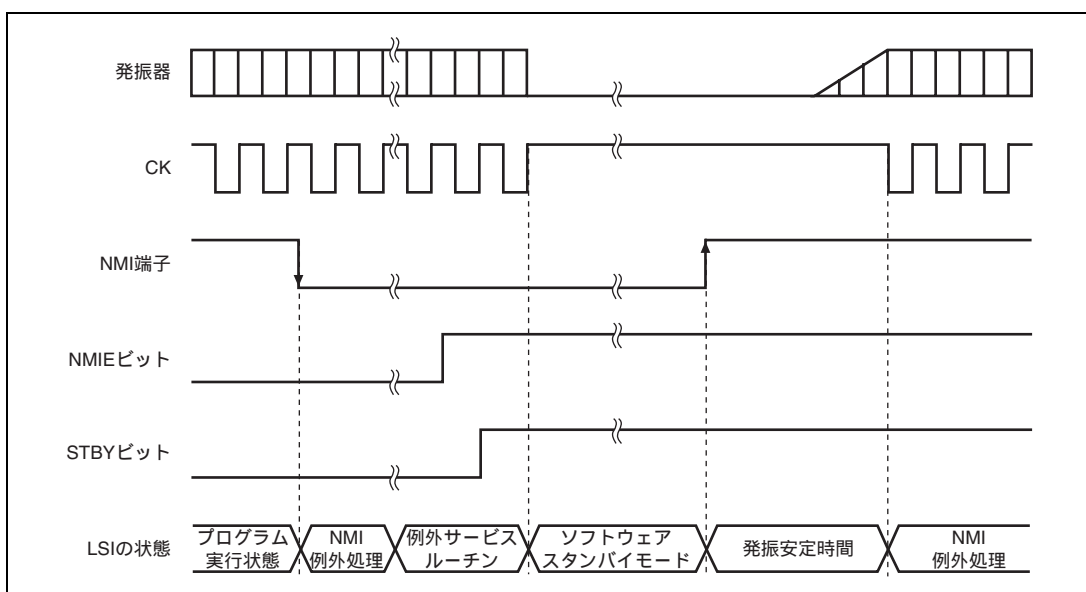 発振器
CK
NMI端子
NMIEビット
STBYビット
LSIの状態
プログラム
実行状態
NMI
例外処理
例外サービス
ルーチン
ソフトウェア
スタンバイモード
発振安定時間
NMI
例外処理